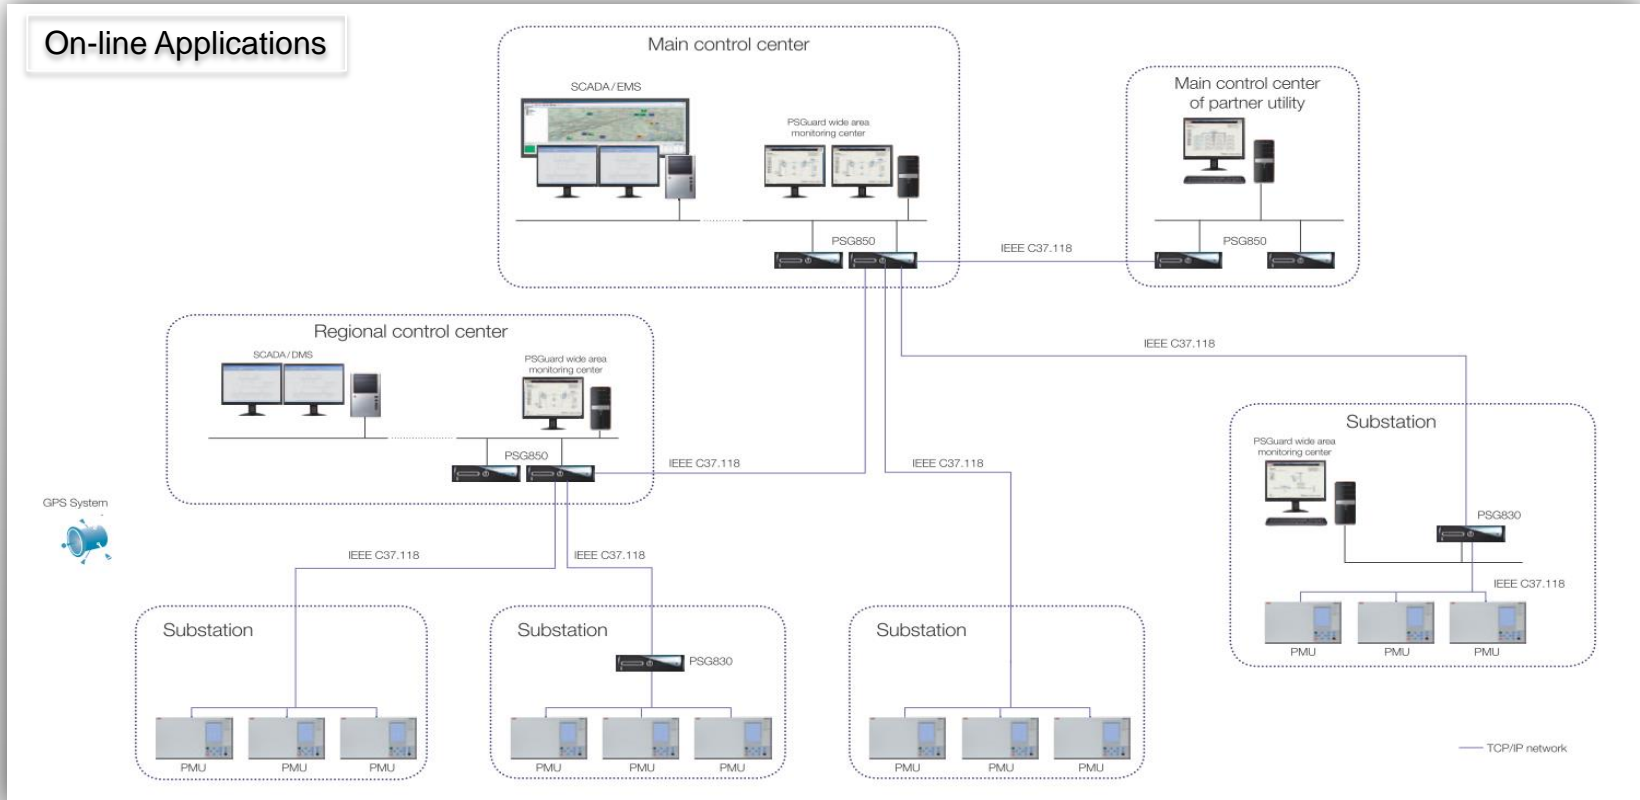 On-line Applications
Main control center
SCADA/EMS
PSGuard wide area
monitoring center
PSG850
IEEE C37.118
Main control center
of partner utility
PSG850
IEEE C37.118
Regional control center
SCADA/DMS
PSGuard wide area
monitoring center
PSG850
IEEE C37.118
IEEE C37.118
Substation
PSGuard wide area
monitoring center
PSG830
IEEE C37.118
PMU
PMU
PMU
GPS System
IEEE C37.118
IEEE C37.118
Substation
PMU
PMU
PMU
Substation
PSG830
PMU
PMU
PMU
Substation
PMU
PMU
PMU
TCP/IP network